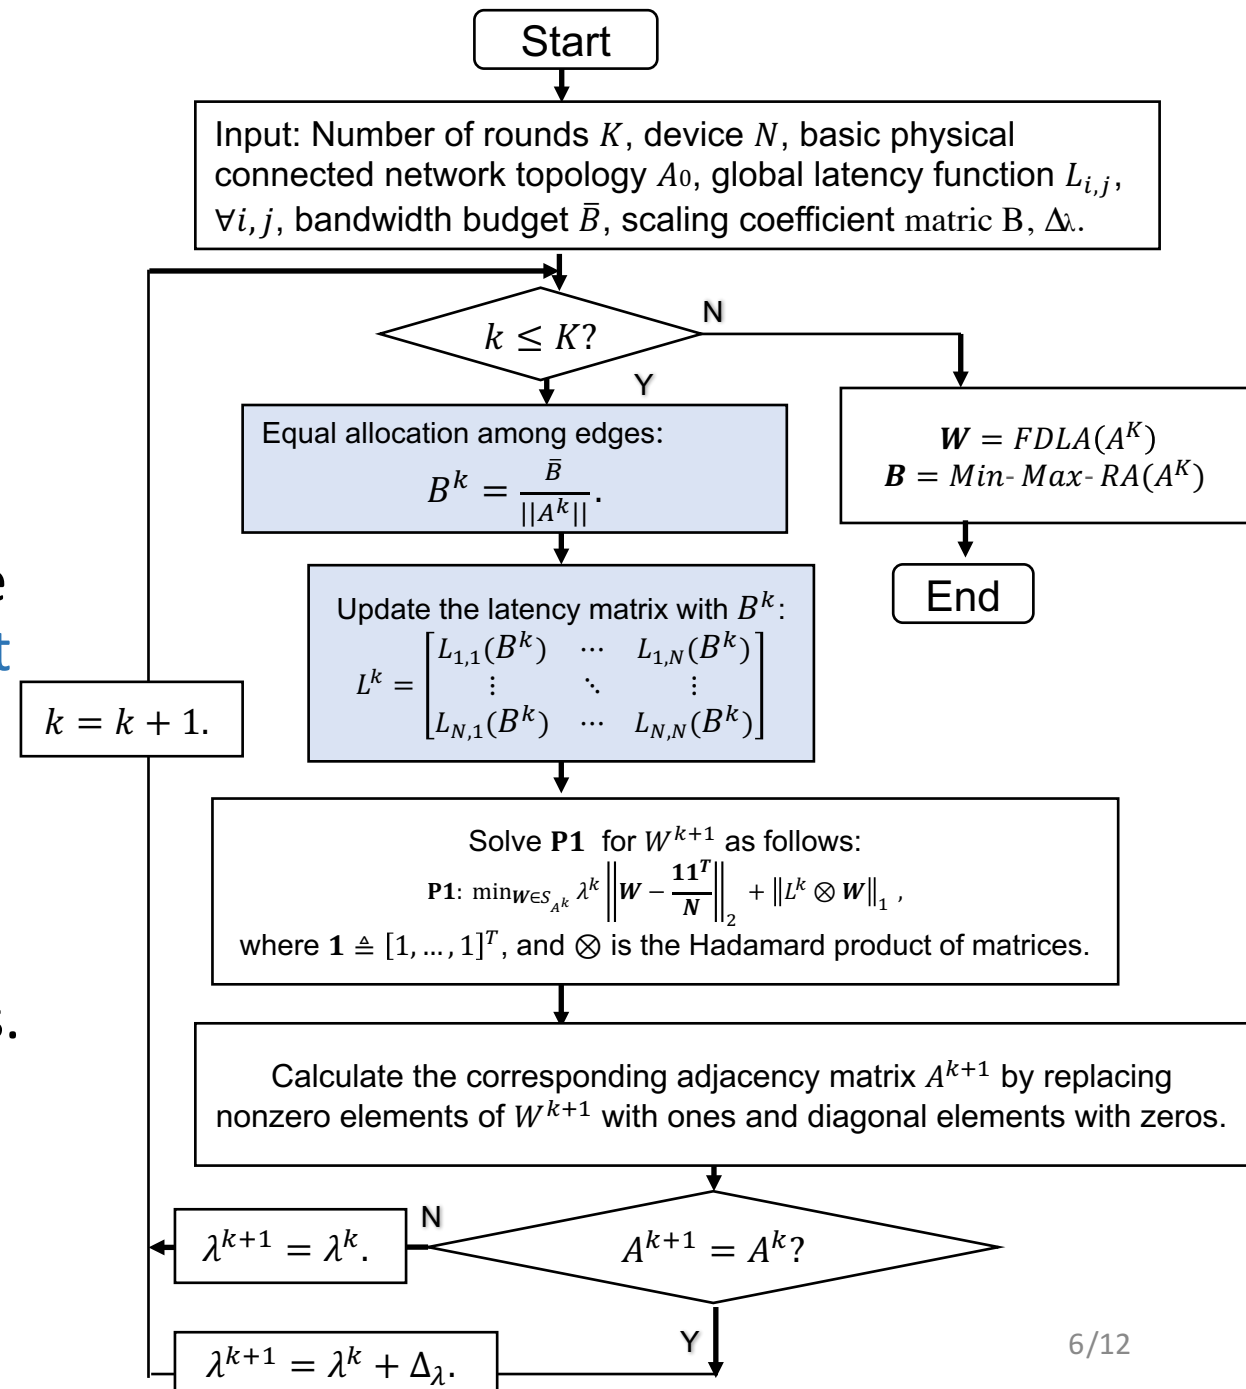 Start
Input: Number of rounds K, device N, basic physical
connected network topology A0, global latency function L_{i,j},
∀i, j, bandwidth budget B̄, scaling coefficient matric B, Δλ.
k ≤ K?
N
Y
Equal allocation among edges:
B^k = B̄ / ||A^k||.
W = FDLA(A^K)
B = Min- Max- RA(A^K)
End
Update the latency matrix with B^k:
L^k = [L_{1,1}(B^k) ⋯ L_{1,N}(B^k)
⋮ ⋱ ⋮
L_{N,1}(B^k) ⋯ L_{N,N}(B^k)]
e
t
k = k + 1.
Solve P1 for W^{k+1} as follows:
P1: min_{W∈S_{A^k}} λ^k ||W − 11^T/N||_2 + ||L^k ⊗ W||_1 ,
where 1 ≜ [1, … , 1]^T, and ⊗ is the Hadamard product of matrices.
s.
Calculate the corresponding adjacency matrix A^{k+1} by replacing
nonzero elements of W^{k+1} with ones and diagonal elements with zeros.
A^{k+1} = A^k?
N
λ^{k+1} = λ^k.
Y
λ^{k+1} = λ^k + Δ_λ.
6/12